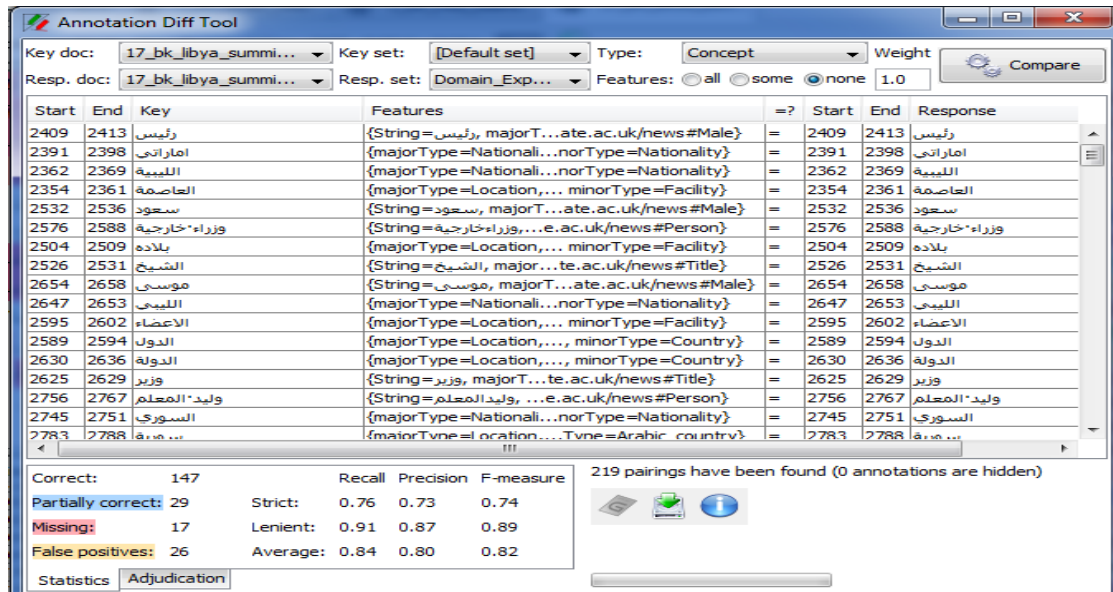 Annotation Diff Tool
Key doc: 17_bk_libya_summi... Key set: [Default set] Type: Concept Weight
Compare
Resp. doc: 17_bk_libya_summi... Resp. set: Domain_Exp... Features: all some none 1.0
Start End Key Features =? Start End Response
2409 2413 رئيس {String=رئيس, majorT...ate.ac.uk/news#Male} = 2409 2413 رئيس
2391 2398 اماراتي {majorType=Nationali...norType=Nationality} = 2391 2398 اماراتي
2362 2369 الليبية {majorType=Nationali...norType=Nationality} = 2362 2369 الليبية
2354 2361 العاصمة {majorType=Location,... minorType=Facility} = 2354 2361 العاصمة
2532 2536 سعود {String=سعود, majorT...ate.ac.uk/news#Male} = 2532 2536 سعود
2576 2588 وزراء·خارجية {String=وزراءخارجية,...e.ac.uk/news#Person} = 2576 2588 وزراء·خارجية
2504 2509 بلاده {majorType=Location,... minorType=Facility} = 2504 2509 بلاده
2526 2531 الشيخ {String=الشيخ, major...te.ac.uk/news#Title} = 2526 2531 الشيخ
2654 2658 موسى {String=موسى, majorT...ate.ac.uk/news#Male} = 2654 2658 موسى
2647 2653 الليبي {majorType=Nationali...norType=Nationality} = 2647 2653 الليبي
2595 2602 الاعضاء {majorType=Location,... minorType=Facility} = 2595 2602 الاعضاء
2589 2594 الدول {majorType=Location,..., minorType=Country} = 2589 2594 الدول
2630 2636 الدولة {majorType=Location,..., minorType=Country} = 2630 2636 الدولة
2625 2629 وزير {String=وزير, majorT...te.ac.uk/news#Title} = 2625 2629 وزير
2756 2767 وليد·المعلم {String=وليدالمعلم, ...e.ac.uk/news#Person} = 2756 2767 وليد·المعلم
2745 2751 السوري {majorType=Nationali...norType=Nationality} = 2745 2751 السوري
2783 2788 سورية {majorType=Location,...Type=Arabic_country} = 2783 2788 سورية
Correct: 147 Recall Precision F-measure
Partially correct: 29 Strict: 0.76 0.73 0.74
Missing: 17 Lenient: 0.91 0.87 0.89
False positives: 26 Average: 0.84 0.80 0.82
Statistics Adjudication
219 pairings have been found (0 annotations are hidden)